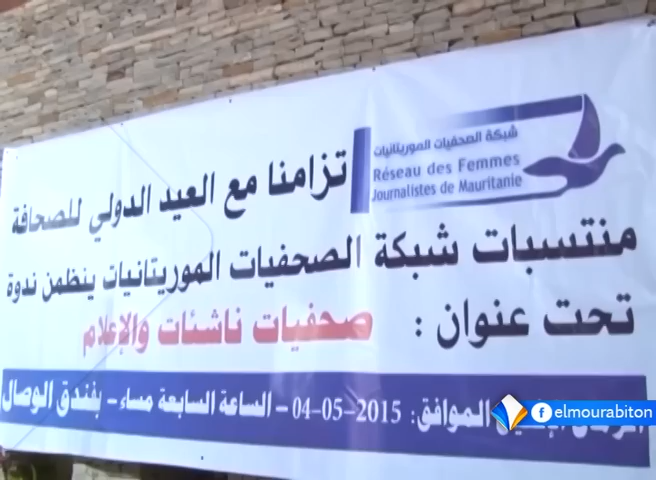 شبكة الصحفيات الموريتانيات
Réseau des Femmes
Journalistes de Mauritanie
تزامنا مع العيد الدولي للصحافة
منتسبات شبكة الصحفيات الموريتانيات ينظمن ندوة
تحت عنوان : صحفيات ناشئات والإعلام
الموافق: 2015-05-04 - الساعة السابعة مساء - بفندق الوصال
elmourabiton